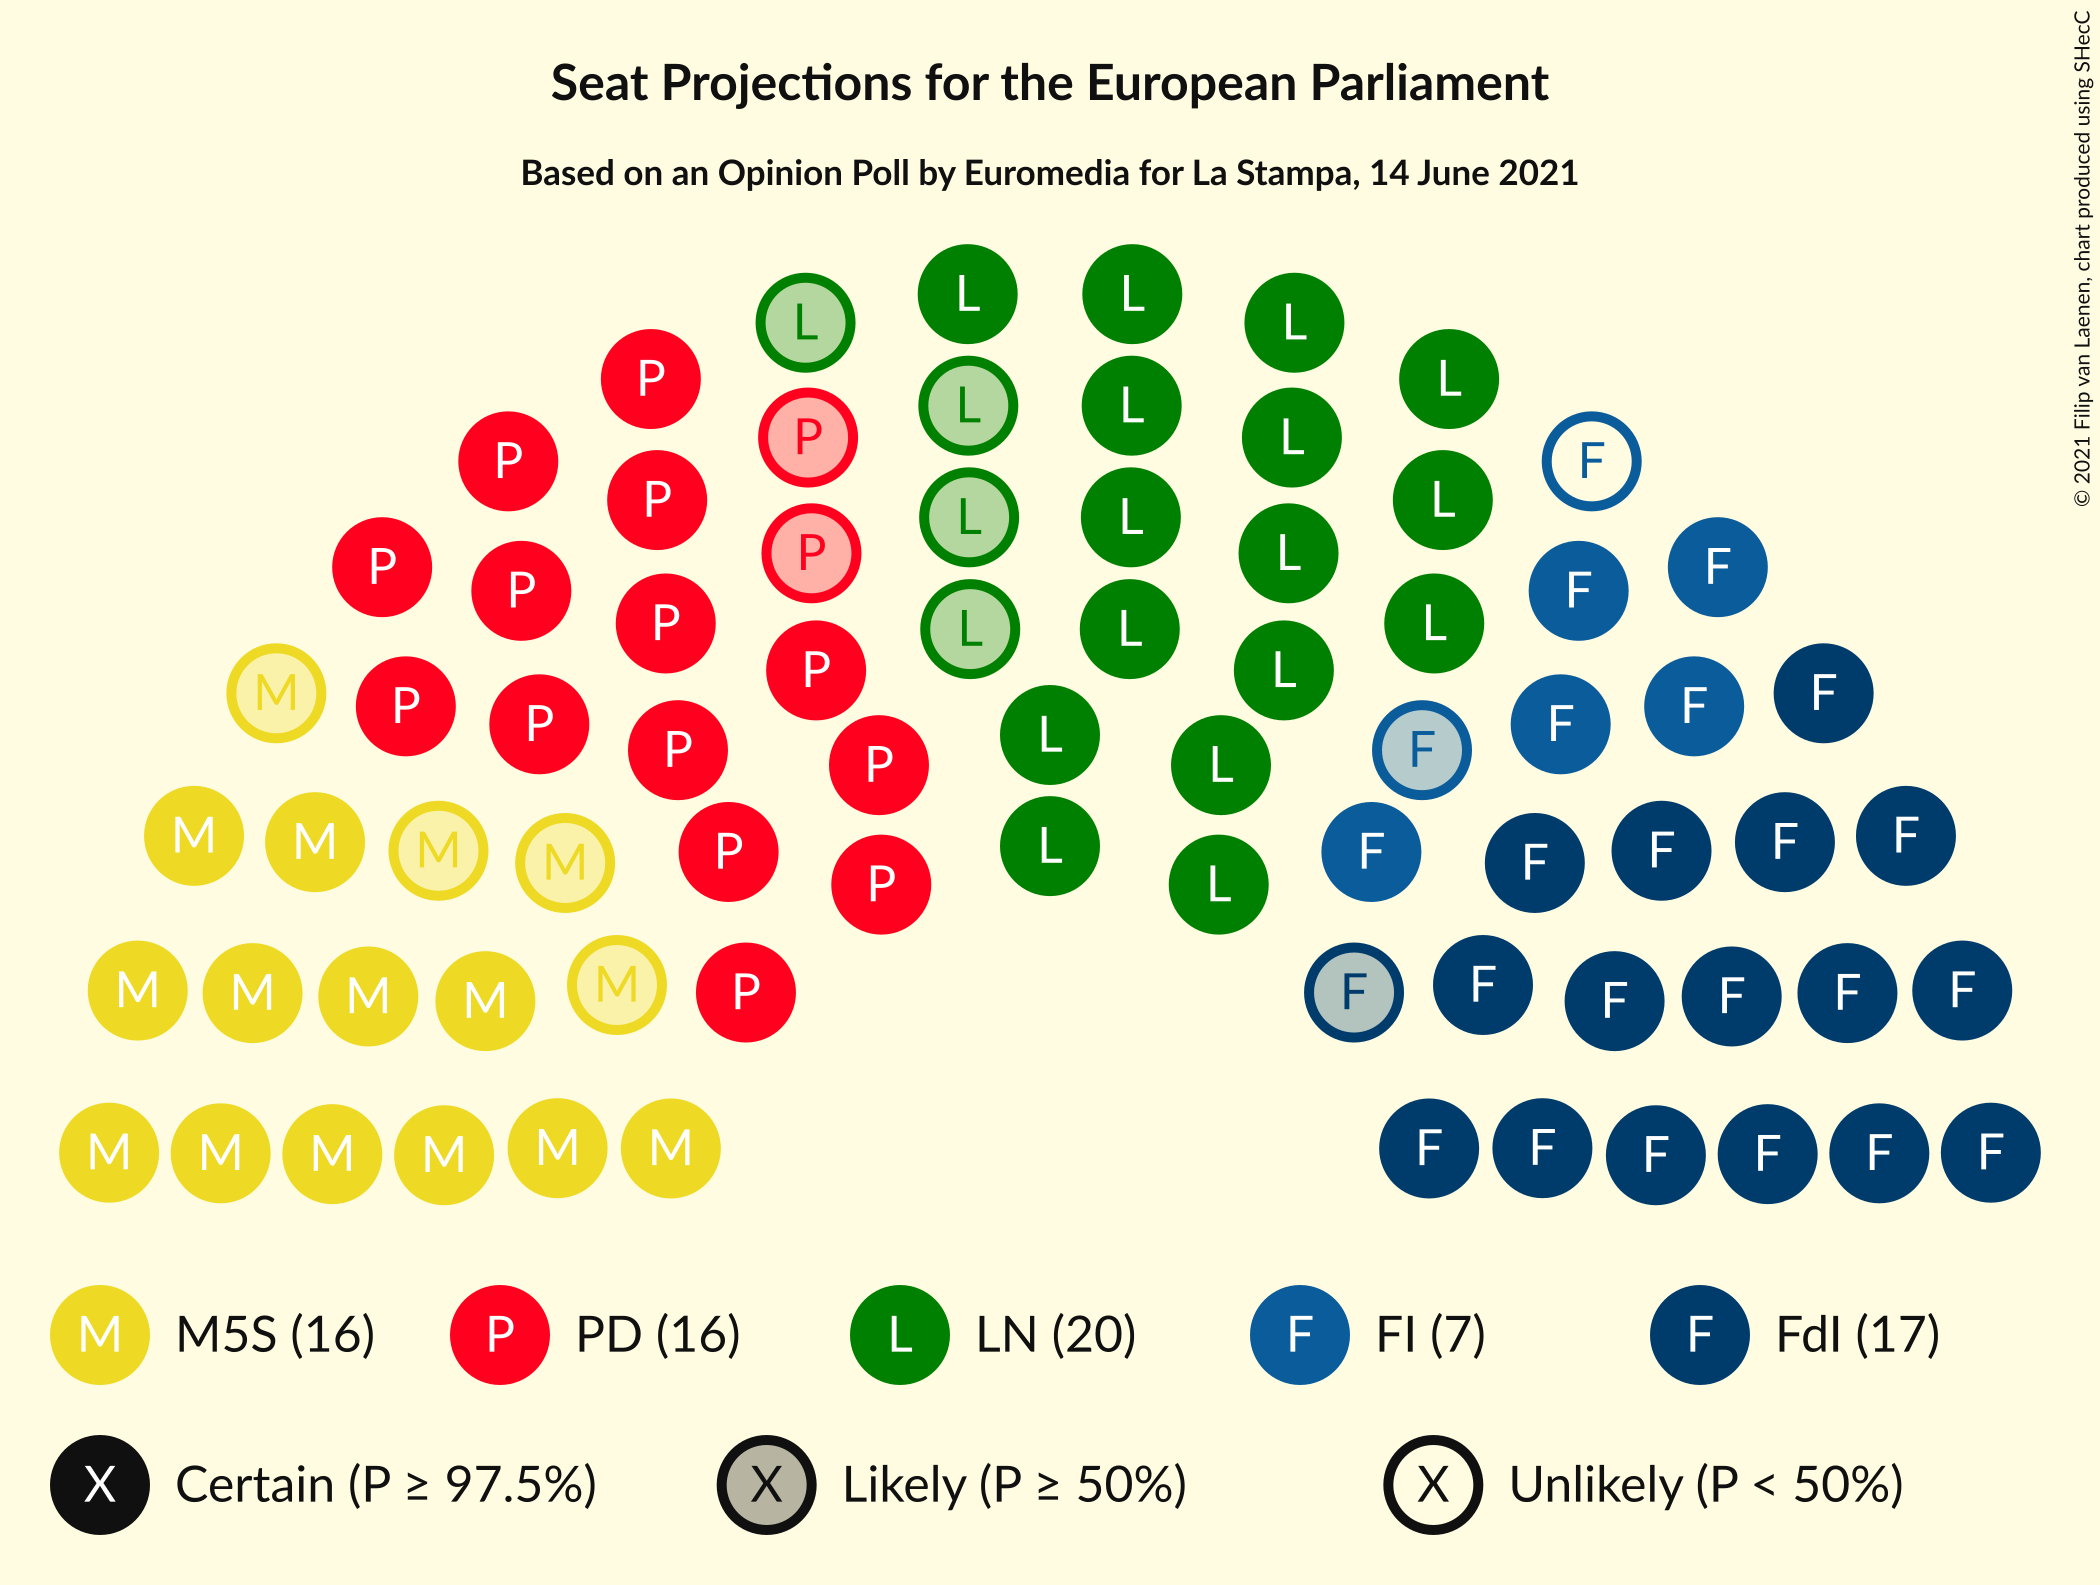 Seat Projections for the European Parliament
Based on an Opinion Poll by Euromedia for La Stampa, 14 June 2021
© 2021 Filip van Laenen, chart produced using SHecC
L L
L L
P L
F
L L
P P L
P L
P F
L L
P P L
P F F
P L
L L
M P F F
P P F F
L L
P P F
P L
M M F F
M P F F
M L F
P L
M P F F
M M P F F F
M M F F F
M M F F F
M M F F
M M F F
M M F F
M M5S (16) P PD (16) L LN (20) F FI (7) F FdI (17)
X Certain (P ≥ 97.5%) X Likely (P ≥ 50%) X Unlikely (P < 50%)